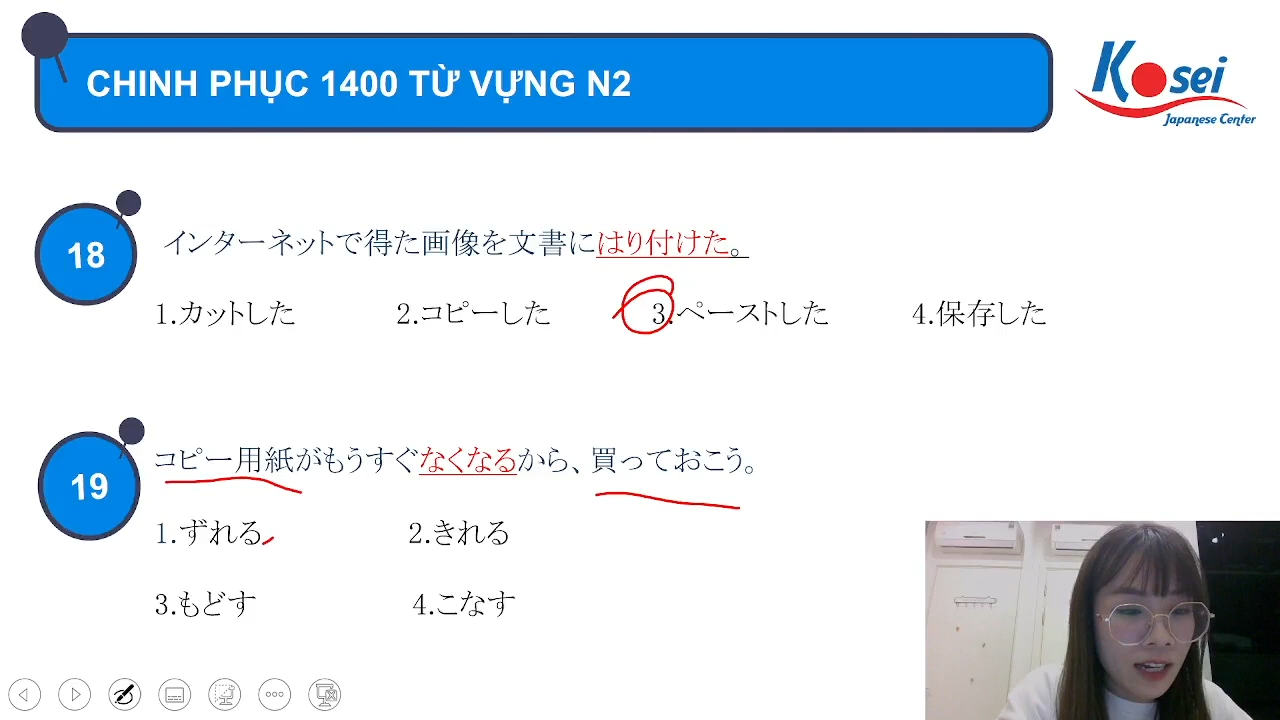 CHINH PHỤC 1400 TỪ VỰNG N2
Kosei
Japanese Center
18
インターネットで得た画像を文書にはり付けた。
1.カットした 2.コピーした 3.ペーストした 4.保存した
19
コピー用紙がもうすぐなくなるから、買っておこう。
1.ずれる 2.きれる
3.もどす 4.こなす